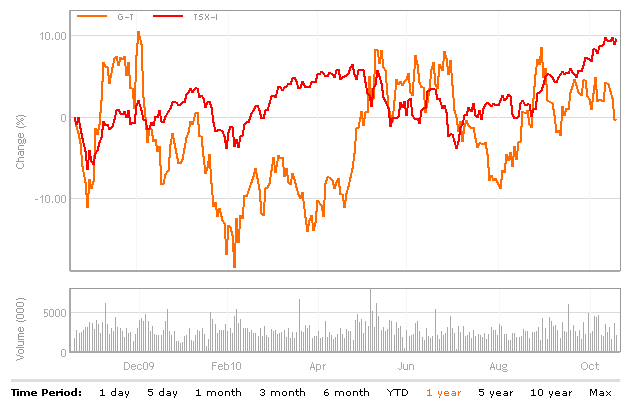 G-T TSX-I
10.00
0
-10.00
Change (%)
5000
0
Volume (000)
Dec09 Feb10 Apr Jun Aug Oct
Time Period: 1 day 5 day 1 month 3 month 6 month YTD 1 year 5 year 10 year Max